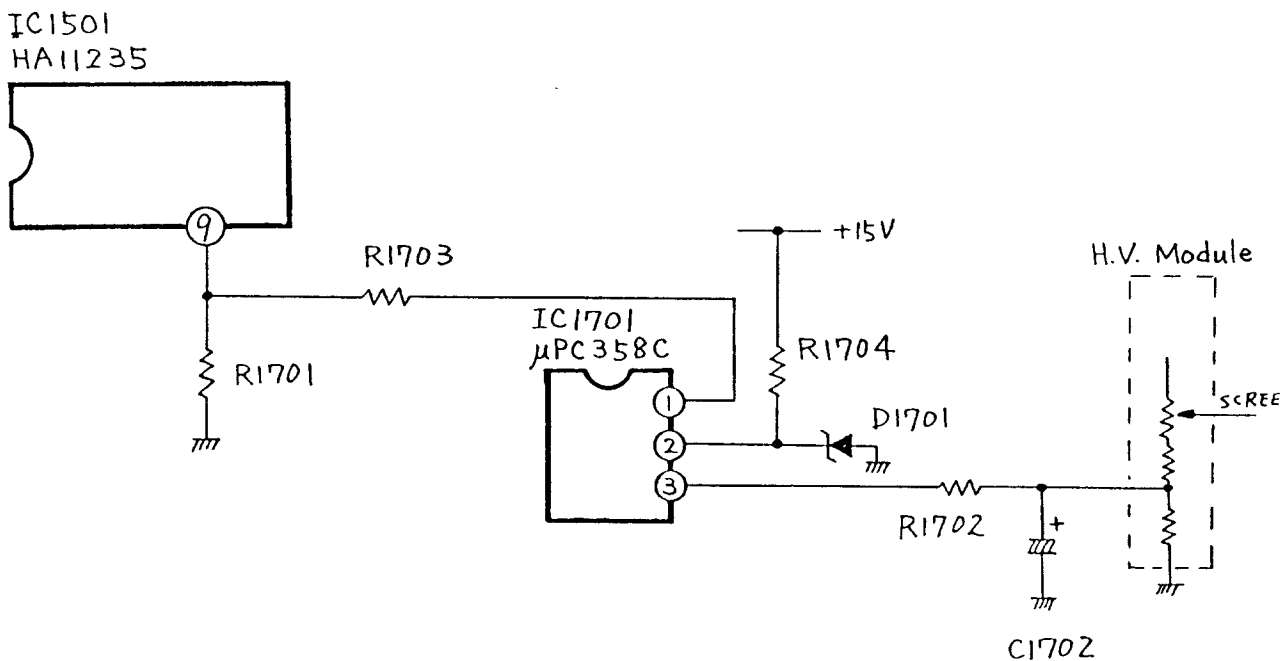 IC1501
HA11235
9
R1703
R1701
+15V
IC1701
µPC358C
R1704
1
2
3
D1701
R1702
+
C1702
H.V. Module
SCREE